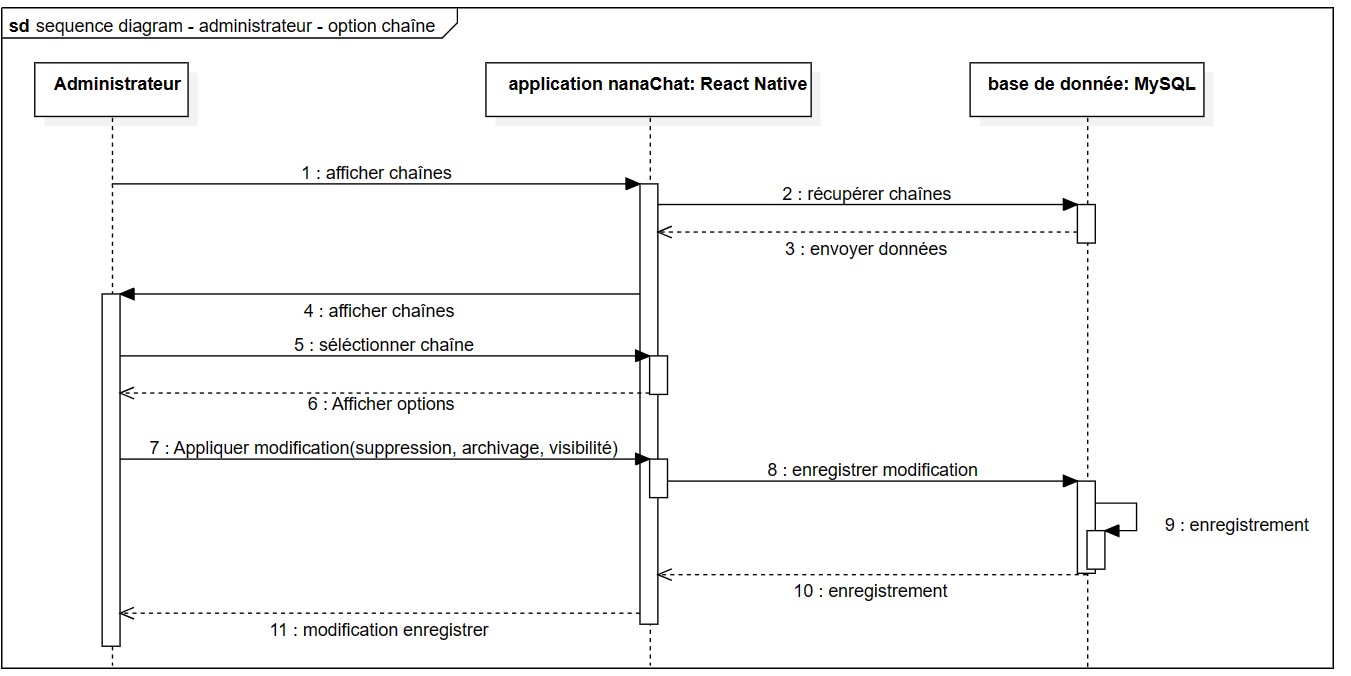 sd sequence diagram - administrateur - option chaîne
Administrateur
application nanaChat: React Native
base de donnée: MySQL
1 : afficher chaînes
2 : récupérer chaînes
3 : envoyer données
4 : afficher chaînes
5 : séléctionner chaîne
6 : Afficher options
7 : Appliquer modification(suppression, archivage, visibilité)
8 : enregistrer modification
9 : enregistrement
10 : enregistrement
11 : modification enregistrer